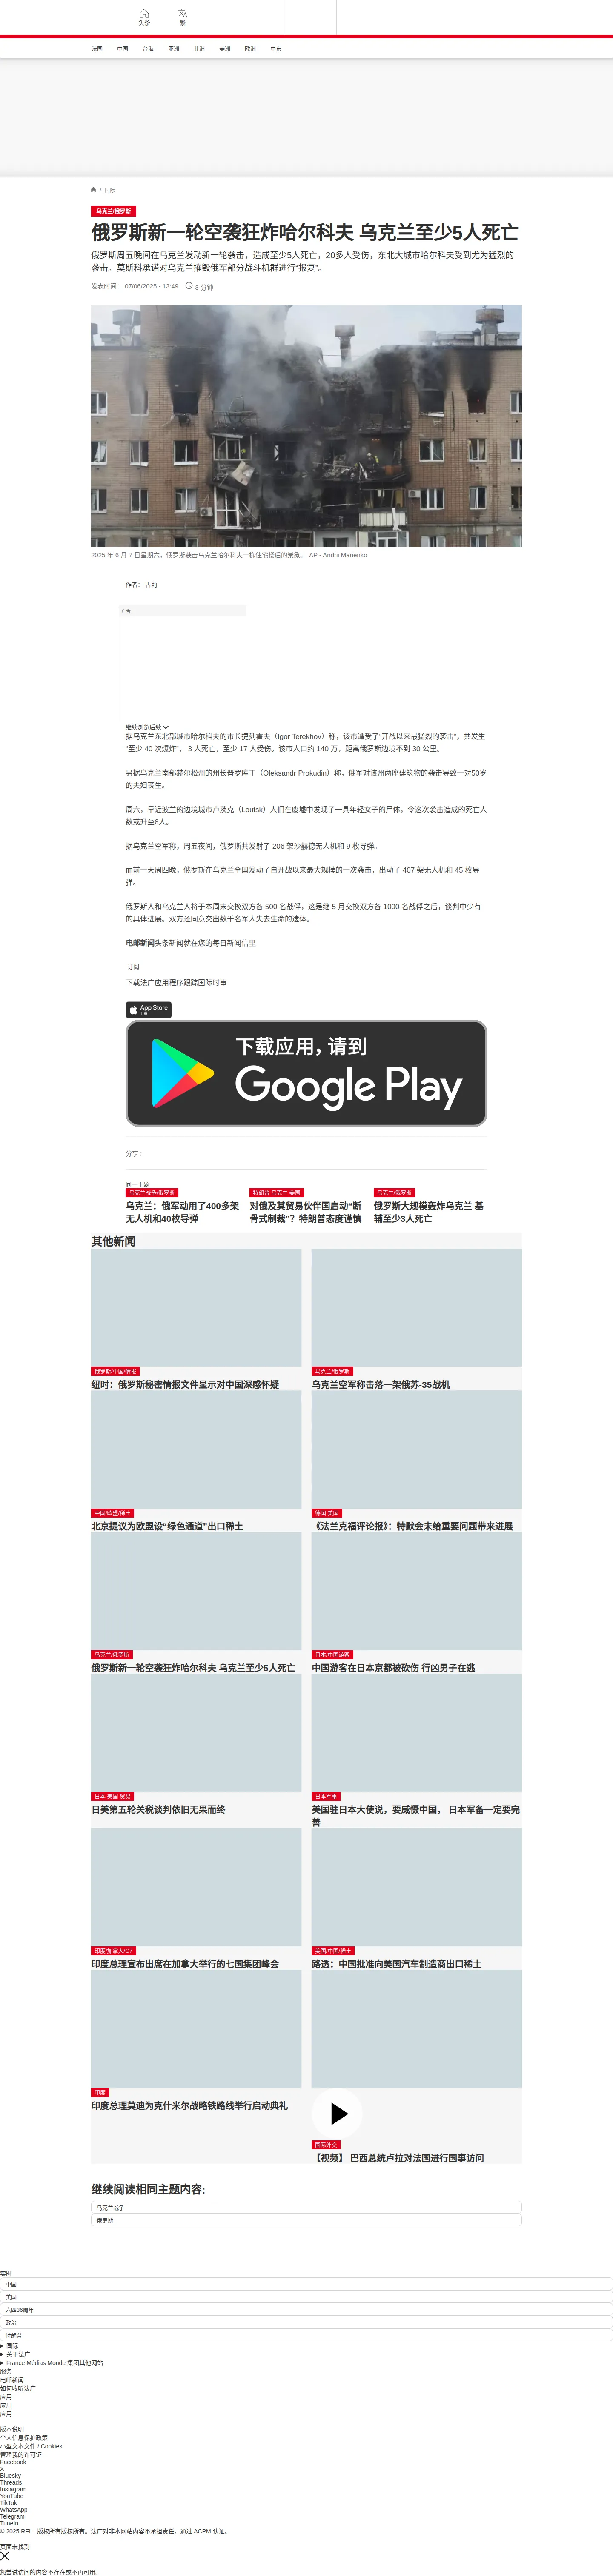 头条
繁
法国 中国 台海 亚洲 非洲 美洲 欧洲 中东
/ 国际
乌克兰/俄罗斯
俄罗斯新一轮空袭狂炸哈尔科夫 乌克兰至少5人死亡
俄罗斯周五晚间在乌克兰发动新一轮袭击，造成至少5人死亡，20多人受伤，东北大城市哈尔科夫受到尤为猛烈的
袭击。莫斯科承诺对乌克兰摧毁俄军部分战斗机群进行“报复”。
发表时间： 07/06/2025 - 13:49 3 分钟
2025 年 6 月 7 日星期六，俄罗斯袭击乌克兰哈尔科夫一栋住宅楼后的景象。 AP - Andrii Marienko
作者： 古莉
广告
继续浏览后续
据乌克兰东北部城市哈尔科夫的市长捷列霍夫（Igor Terekhov）称，该市遭受了“开战以来最猛烈的袭击”，共发生
“至少 40 次爆炸”， 3 人死亡，至少 17 人受伤。该市人口约 140 万，距离俄罗斯边境不到 30 公里。
另据乌克兰南部赫尔松州的州长普罗库丁（Oleksandr Prokudin）称，俄军对该州两座建筑物的袭击导致一对50岁
的夫妇丧生。
周六，靠近波兰的边境城市卢茨克（Loutsk）人们在废墟中发现了一具年轻女子的尸体，令这次袭击造成的死亡人
数或升至6人。
据乌克兰空军称，周五夜间，俄罗斯共发射了 206 架沙赫德无人机和 9 枚导弹。
而前一天周四晚，俄罗斯在乌克兰全国发动了自开战以来最大规模的一次袭击，出动了 407 架无人机和 45 枚导
弹。
俄罗斯人和乌克兰人将于本周末交换双方各 500 名战俘，这是继 5 月交换双方各 1000 名战俘之后，谈判中少有
的具体进展。双方还同意交出数千名军人失去生命的遗体。
电邮新闻头条新闻就在您的每日新闻信里
订阅
下载法广应用程序跟踪国际时事
App Store
下载
下载应用，请到
Google Play
分享 :
同一主题
乌克兰战争/俄罗斯
乌克兰：俄军动用了400多架
无人机和40枚导弹
特朗普 乌克兰 美国
对俄及其贸易伙伴国启动“断
骨式制裁”？特朗普态度谨慎
乌克兰/俄罗斯
俄罗斯大规模轰炸乌克兰 基
辅至少3人死亡
其他新闻
俄罗斯/中国/情报
纽时：俄罗斯秘密情报文件显示对中国深感怀疑
乌克兰/俄罗斯
乌克兰空军称击落一架俄苏-35战机
中国/欧盟/稀土
北京提议为欧盟设“绿色通道”出口稀土
德国 美国
《法兰克福评论报》：特默会未给重要问题带来进展
乌克兰/俄罗斯
俄罗斯新一轮空袭狂炸哈尔科夫 乌克兰至少5人死亡
日本/中国游客
中国游客在日本京都被砍伤 行凶男子在逃
日本 美国 贸易
日美第五轮关税谈判依旧无果而终
日本军事
美国驻日本大使说，要威慑中国， 日本军备一定要完
善
印度/加拿大/G7
印度总理宣布出席在加拿大举行的七国集团峰会
美国/中国/稀土
路透：中国批准向美国汽车制造商出口稀土
印度
印度总理莫迪为克什米尔战略铁路线举行启动典礼
国际外交
【视频】 巴西总统卢拉对法国进行国事访问
继续阅读相同主题内容:
乌克兰战争
俄罗斯
实时
中国
美国
六四36周年
政治
特朗普
国际
关于法广
France Médias Monde 集团其他网站
服务
电邮新闻
如何收听法广
应用
应用
应用
版本说明
个人信息保护政策
小型文本文件 / Cookies
管理我的许可证
Facebook
X
Bluesky
Threads
Instagram
YouTube
TikTok
WhatsApp
Telegram
TuneIn
© 2025 RFI – 版权所有版权所有。法广对非本网站内容不承担责任。通过 ACPM 认证。
页面未找到
您尝试访问的内容不存在或不再可用。